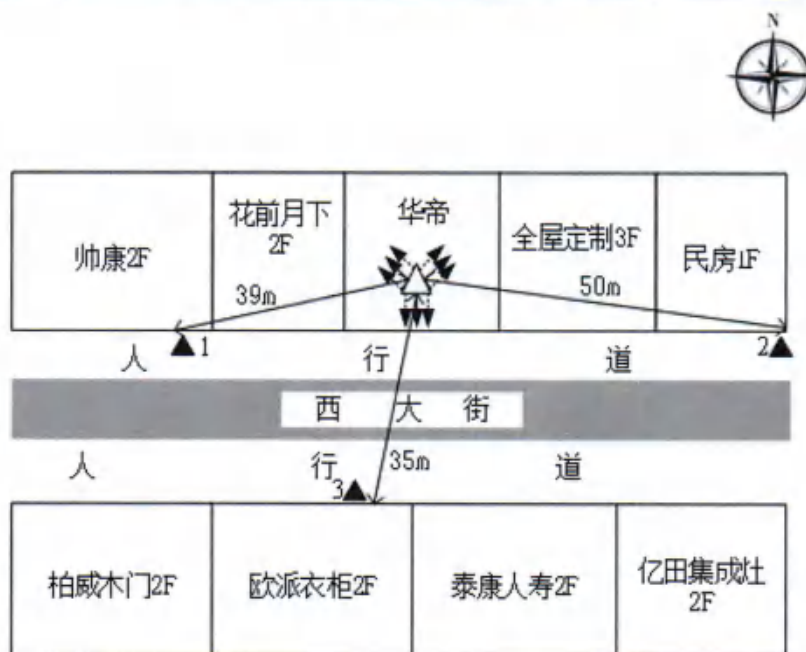 N
帅康2F
花前月下
2F
华帝
全屋定制3F
民房1F
39m
50m
1
2
人 行 道
西 大 街
人 行 道
35m
3
柏威木门2F
欧派衣柜2F
泰康人寿2F
亿田集成灶
2F